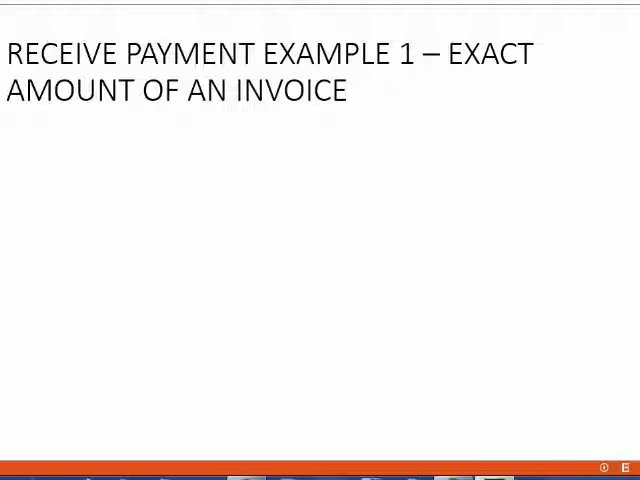 RECEIVE PAYMENT EXAMPLE 1 – EXACT
AMOUNT OF AN INVOICE